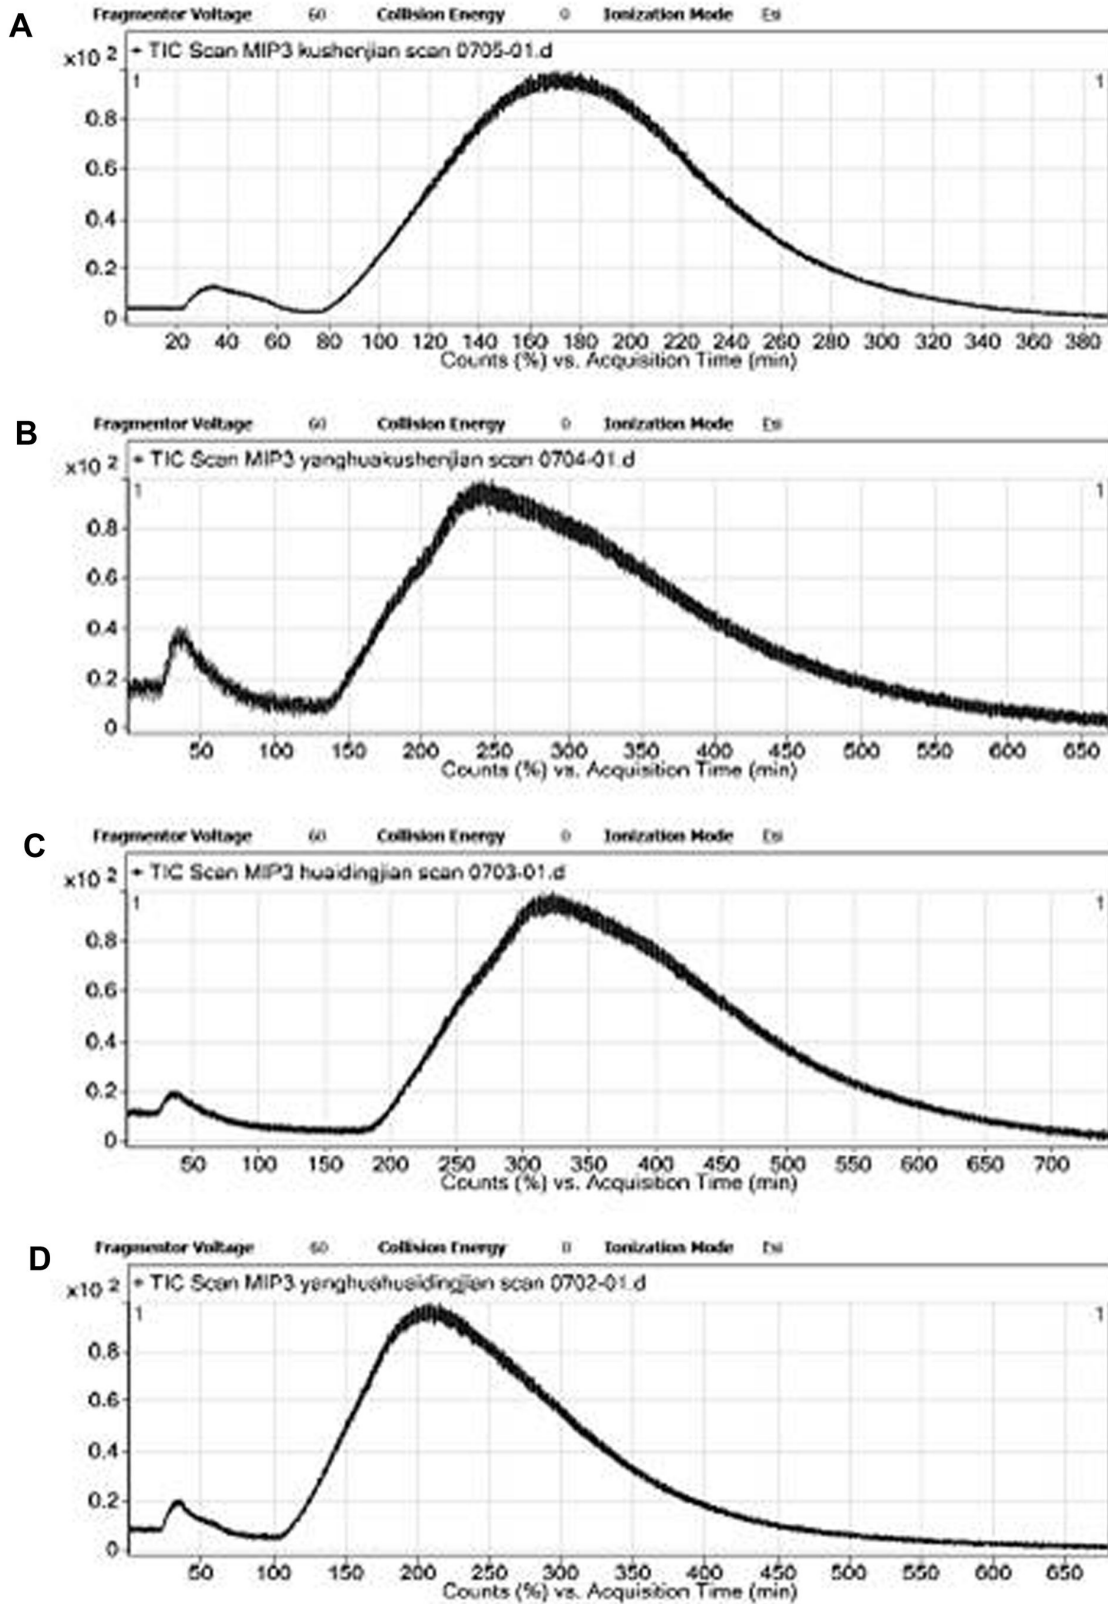 A
Fragmentor Voltage 60 Collision Energy 0 Ionization Mode Esi
x10 2
+ TIC Scan MIP3 kushenjian scan 0705-01.d
1 1
0.8
0.6
0.4
0.2
0
20 40 60 80 100 120 140 160 180 200 220 240 260 280 300 320 340 360 380
Counts (%) vs. Acquisition Time (min)
B
Fragmentor Voltage 60 Collision Energy 0 Ionization Mode Esi
x10 2
+ TIC Scan MIP3 yanghuakushenjian scan 0704-01.d
1 1
0.8
0.6
0.4
0.2
0
50 100 150 200 250 300 350 400 450 500 550 600 650
Counts (%) vs. Acquisition Time (min)
C
Fragmentor Voltage 60 Collision Energy 0 Ionization Mode Esi
x10 2
+ TIC Scan MIP3 huaidingjian scan 0703-01.d
1 1
0.8
0.6
0.4
0.2
0
50 100 150 200 250 300 350 400 450 500 550 600 650 700
Counts (%) vs. Acquisition Time (min)
D
Fragmentor Voltage 60 Collision Energy 0 Ionization Mode Esi
x10 2
+ TIC Scan MIP3 yanghuahuaidingjian scan 0702-01.d
1 1
0.8
0.6
0.4
0.2
0
50 100 150 200 250 300 350 400 450 500 550 600 650
Counts (%) vs. Acquisition Time (min)